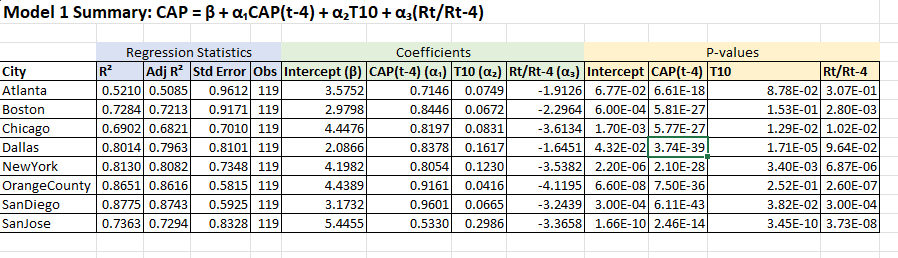 Model 1 Summary: CAP = β + α₁CAP(t-4) + α₂T10 + α₃(Rt/Rt-4)
Regression Statistics Coefficients P-values
City R² Adj R² Std Error Obs Intercept (β) CAP(t-4) (α₁) T10 (α₂) Rt/Rt-4 (α₃) Intercept CAP(t-4) T10 Rt/Rt-4
Atlanta 0.5210 0.5085 0.9612 119 3.5752 0.7146 0.0749 -1.9126 6.77E-02 6.61E-18 8.78E-02 3.07E-01
Boston 0.7284 0.7213 0.9171 119 2.9798 0.8446 0.0672 -2.2964 6.00E-04 5.81E-27 1.53E-01 2.80E-03
Chicago 0.6902 0.6821 0.7010 119 4.4476 0.8197 0.0831 -3.6134 1.70E-03 5.77E-27 1.29E-02 1.02E-02
Dallas 0.8014 0.7963 0.8101 119 2.0866 0.8378 0.1617 -1.6451 4.32E-02 3.74E-39 1.71E-05 9.64E-02
NewYork 0.8130 0.8082 0.7348 119 4.1982 0.8054 0.1230 -3.5382 2.20E-06 2.10E-28 3.40E-03 6.87E-06
OrangeCounty 0.8651 0.8616 0.5815 119 4.4389 0.9161 0.0416 -4.1195 6.60E-08 7.50E-36 2.52E-01 2.60E-07
SanDiego 0.8775 0.8743 0.5925 119 3.1732 0.9601 0.0665 -3.2439 3.00E-04 6.11E-43 3.82E-02 3.00E-04
SanJose 0.7363 0.7294 0.8328 119 5.4455 0.5330 0.2986 -3.3658 1.66E-10 2.46E-14 3.45E-10 3.73E-08